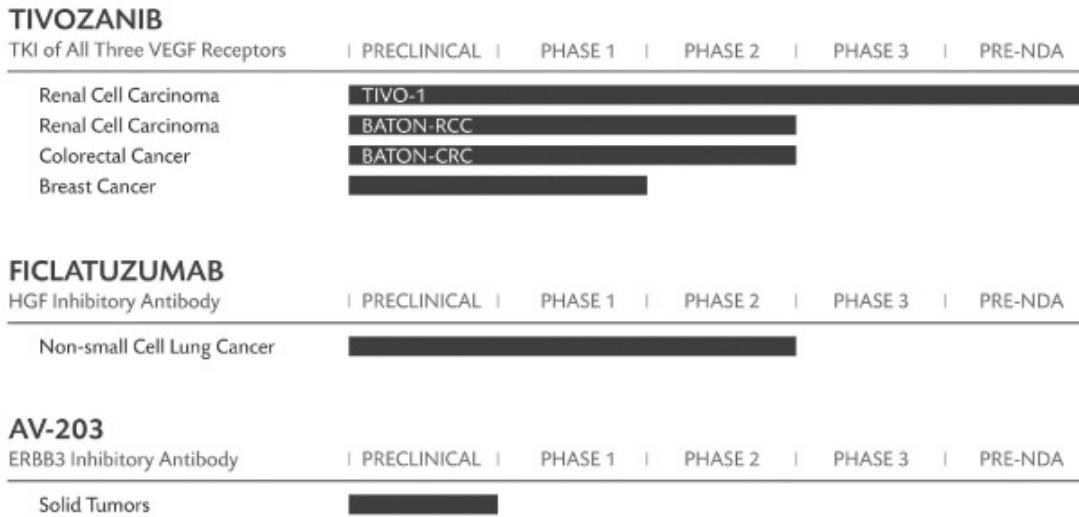 TIVOZANIB
TKI of All Three VEGF Receptors | PRECLINICAL | PHASE 1 | PHASE 2 | PHASE 3 | PRE-NDA
Renal Cell Carcinoma TIVO-1
Renal Cell Carcinoma BATON-RCC
Colorectal Cancer BATON-CRC
Breast Cancer
FICLATUZUMAB
HGF Inhibitory Antibody | PRECLINICAL | PHASE 1 | PHASE 2 | PHASE 3 | PRE-NDA
Non-small Cell Lung Cancer
AV-203
ERBB3 Inhibitory Antibody | PRECLINICAL | PHASE 1 | PHASE 2 | PHASE 3 | PRE-NDA
Solid Tumors